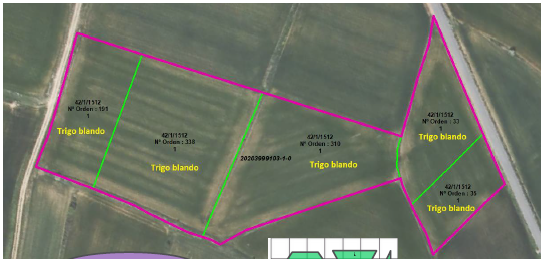 42/1/1512
Nº Orden : 191
1
Trigo blando
42/1/1512
Nº Orden : 338
1
Trigo blando
20203999103-1-0
42/1/1512
Nº Orden : 319
1
Trigo blando
42/1/1512
Nº Orden : 33
1
Trigo blando
42/1/1512
Nº Orden : 35
1
Trigo blando